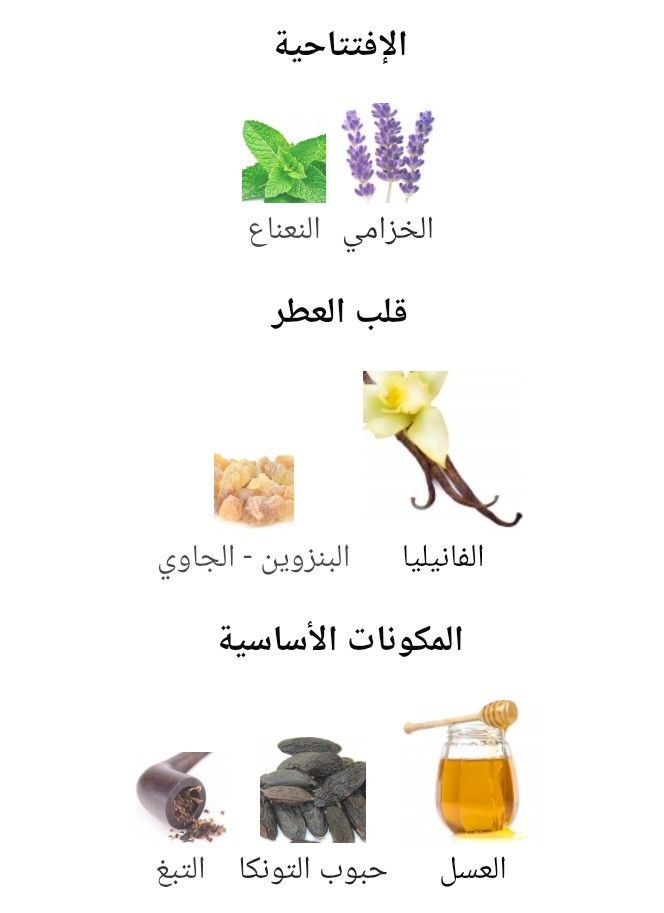 الإفتتاحية
الخزامي النعناع
قلب العطر
الفانيليا البنزوين - الجاوي
المكونات الأساسية
العسل حبوب التونكا التبغ